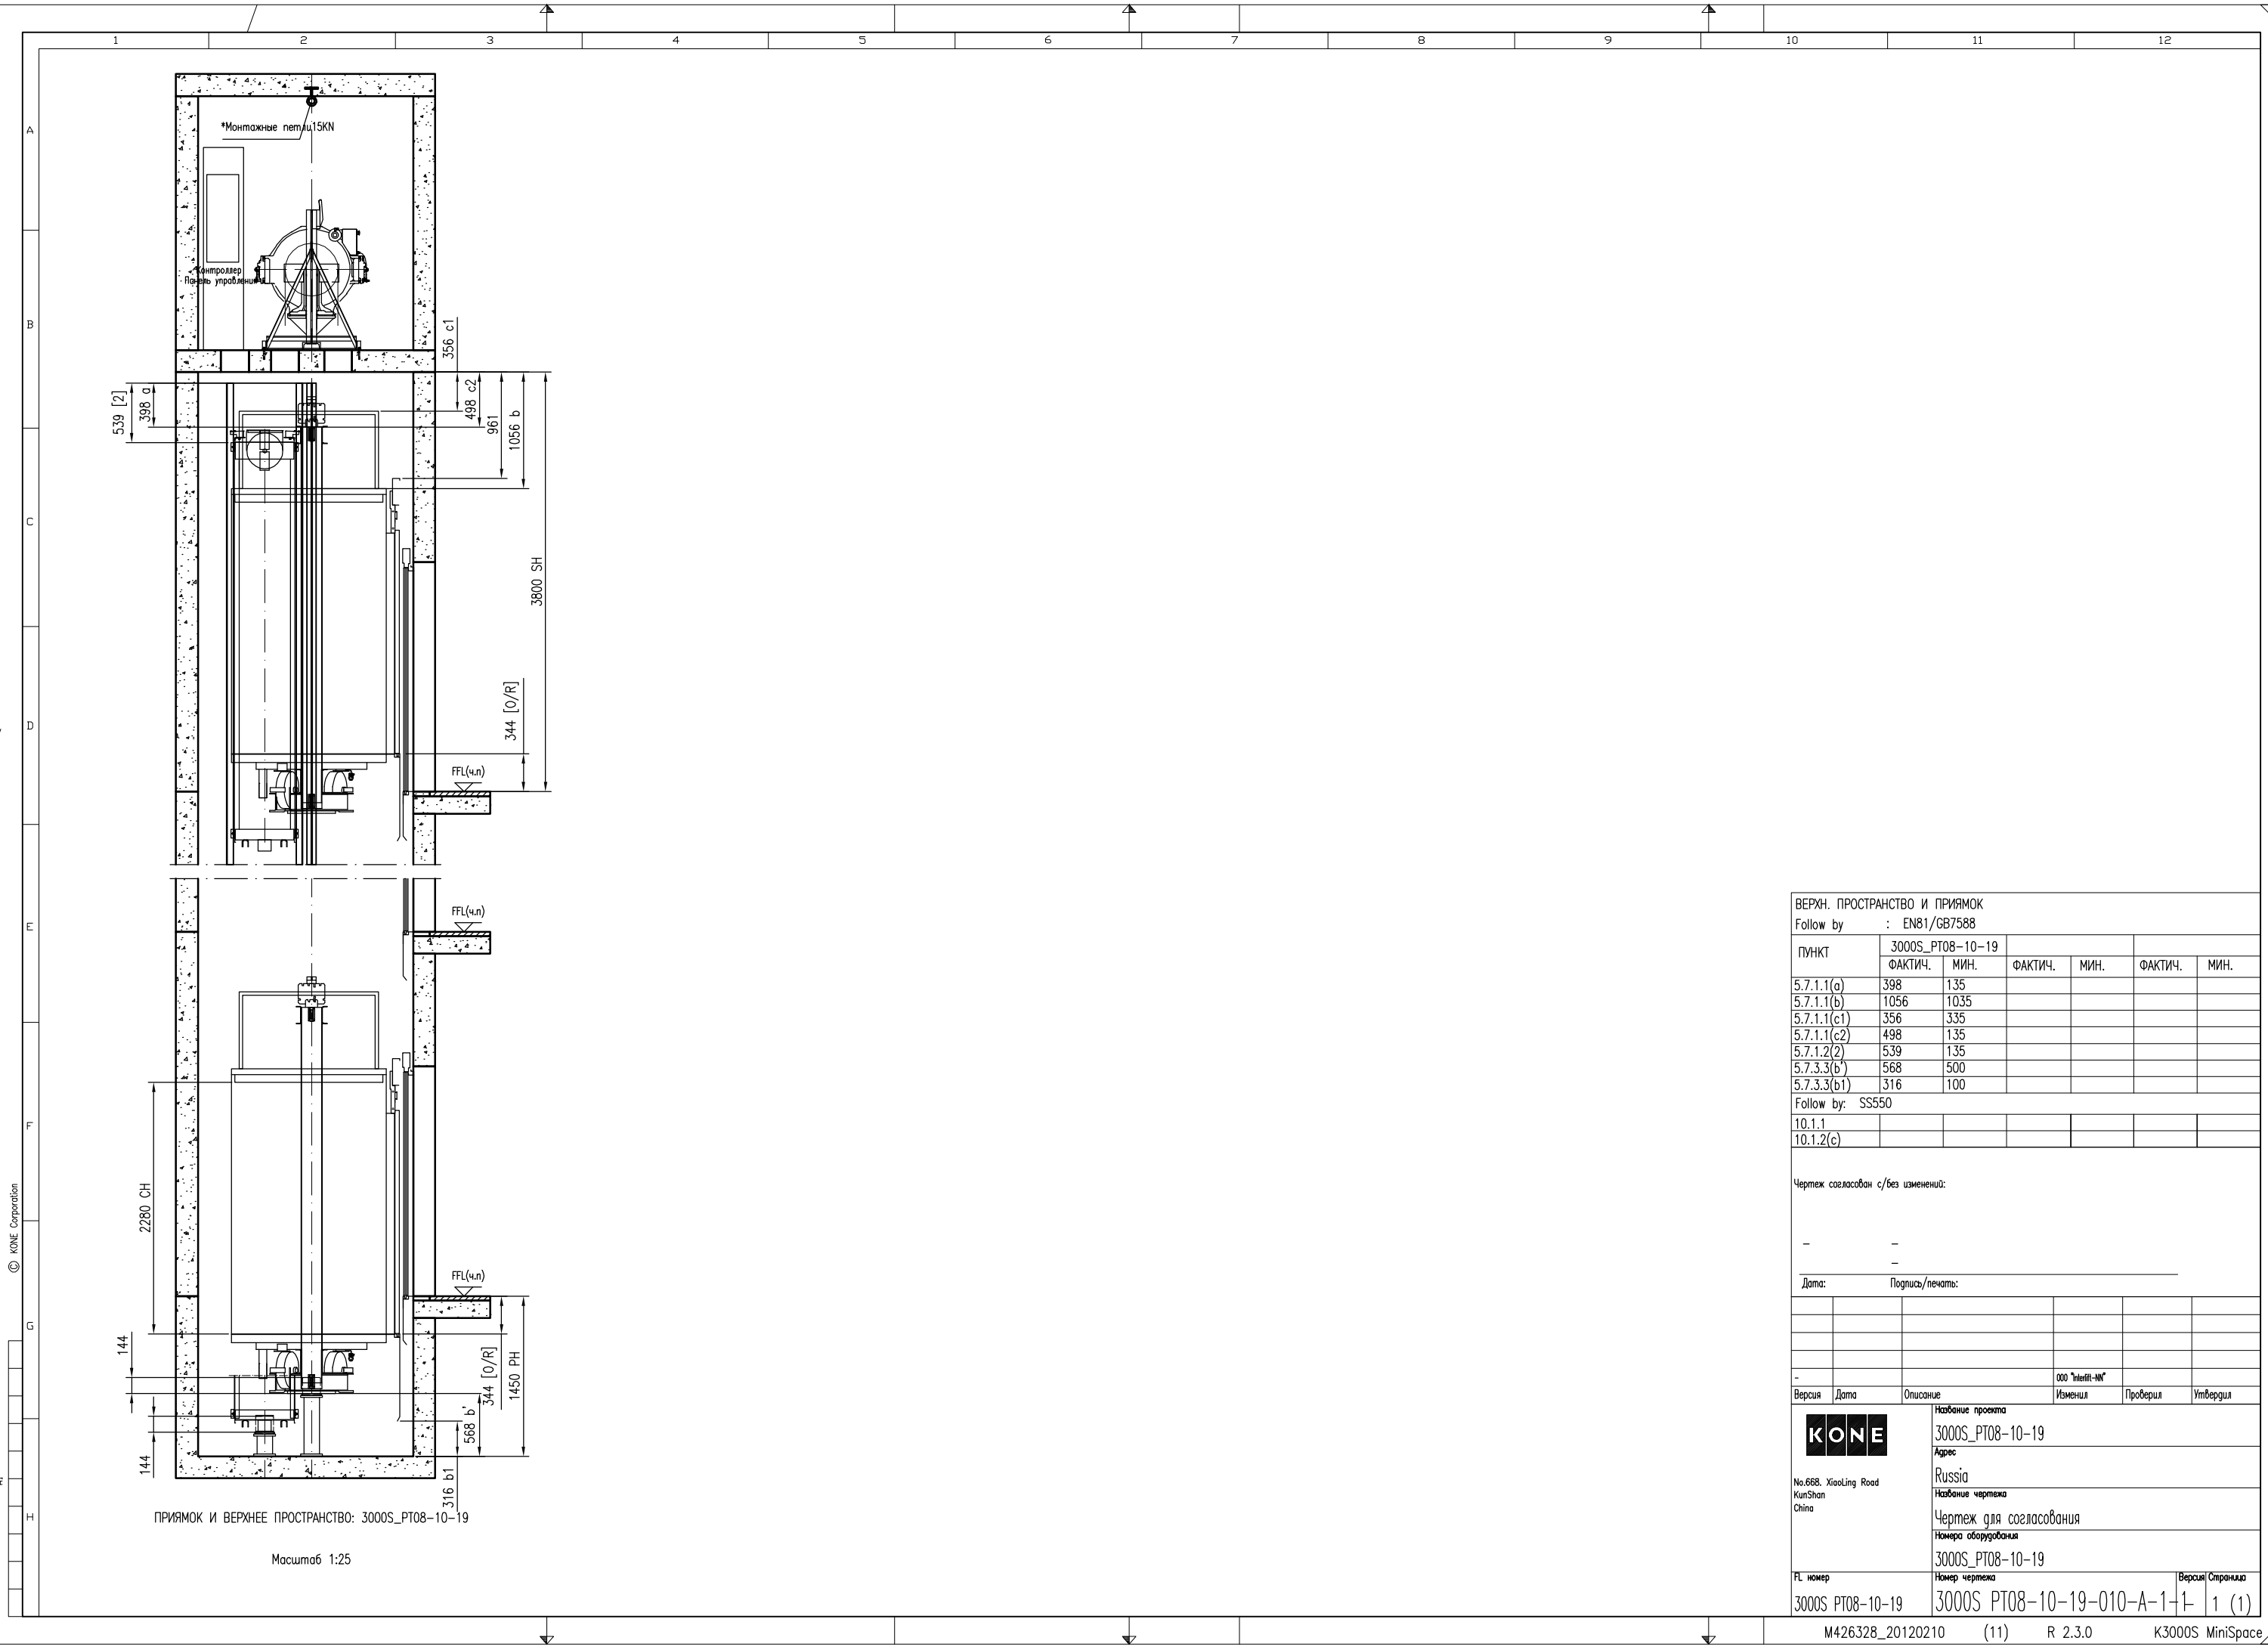 1 2 3 4 5 6 7 8 9 10 11 12
A
B
C
D
E
F
G
H
*Монтажные петли 15KN
Контроллер
Панель управления
356 c1
539 [2]
398 a
498 c2
961
1056 b
3800 SH
344 [O/R]
FFL(ч.п)
FFL(ч.п)
2280 CH
FFL(ч.п)
144
144
344 [O/R]
1450 PH
568 b'
316 b1
ПРИЯМОК И ВЕРХНЕЕ ПРОСТРАНСТВО: 3000S_PT08-10-19
Масштаб 1:25
© KONE Corporation
ВЕРХН. ПРОСТРАНСТВО И ПРИЯМОК
Follow by : EN81/GB7588
ПУНКТ 3000S_PT08-10-19
ФАКТИЧ. МИН. ФАКТИЧ. МИН. ФАКТИЧ. МИН.
5.7.1.1(a) 398 135
5.7.1.1(b) 1056 1035
5.7.1.1(c1) 356 335
5.7.1.1(c2) 498 135
5.7.1.2(2) 539 135
5.7.3.3(b') 568 500
5.7.3.3(b1) 316 100
Follow by: SS550
10.1.1
10.1.2(c)
Чертеж согласован с/без изменений:
– –
–
Дата: Подпись/печать:
- ООО "Interlift-NN"
Версия Дата Описание Изменил Проверил Утвердил
KONE
No.668. XiaoLing Road
KunShan
China
Название проекта
3000S_PT08-10-19
Адрес
Russia
Название чертежа
Чертеж для согласования
Номера оборудования
3000S_PT08-10-19
FL номер Номер чертежа Версия Страница
3000S PT08-10-19 3000S PT08-10-19-010-A-1-1 - 1 (1)
M426328_20120210 (11) R 2.3.0 K3000S MiniSpace